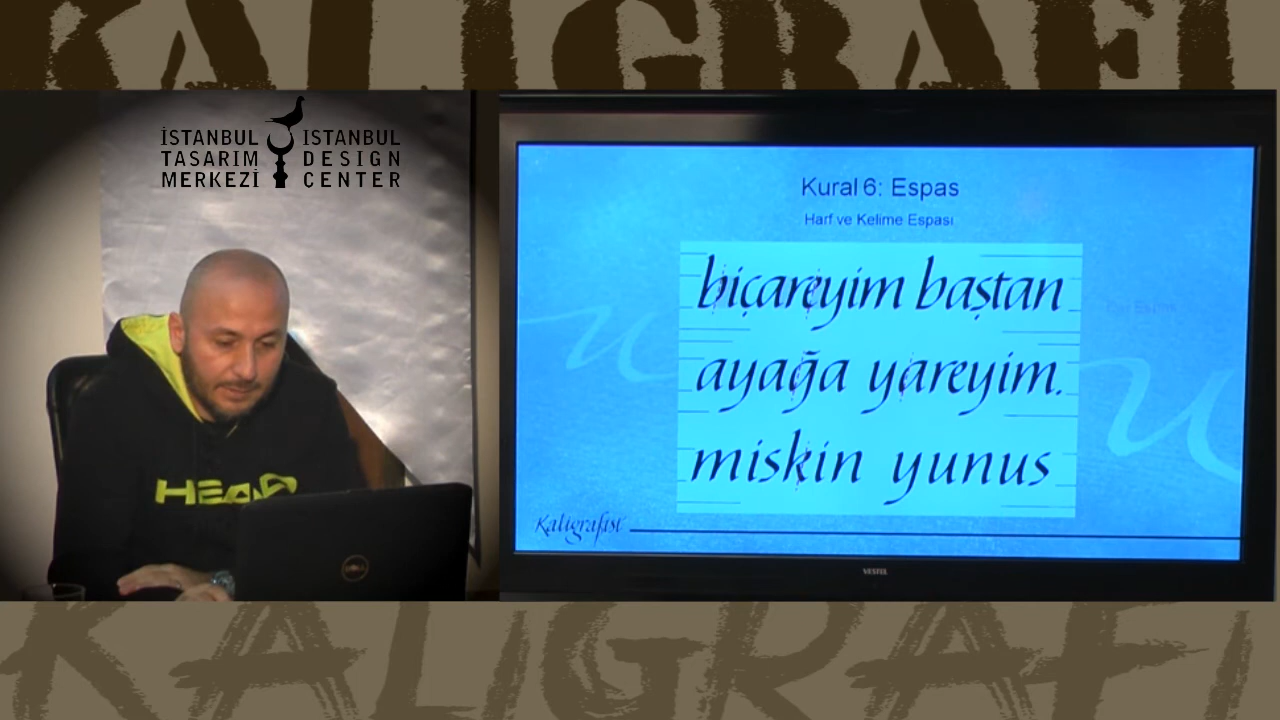 KALIGRAFI
İSTANBUL
TASARIM
MERKEZİ
ISTANBUL
DESIGN
CENTER
HEAD
DELL
Kural 6: Espas
Harf ve Kelime Espası
biçareyim baştan
ayağa yareyim.
miskin yunus
Kaligrafist
VESTEL
KALIGRAFI